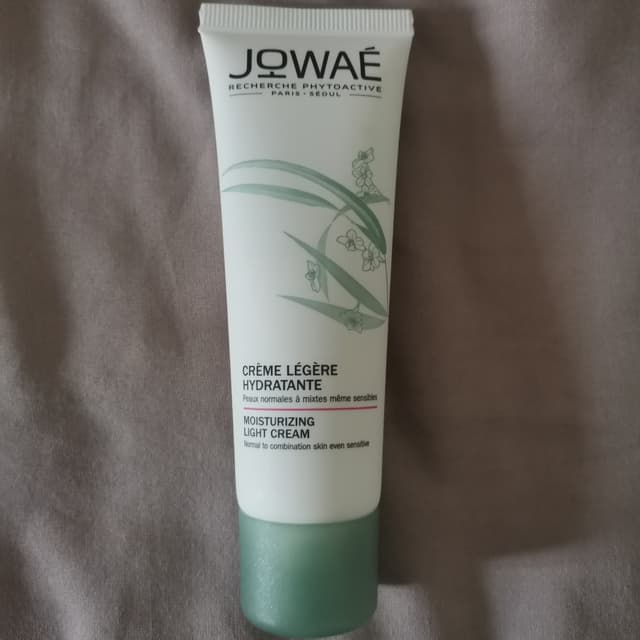 JOWAÉ
RECHERCHE PHYTOACTIVE
PARIS · SÉOUL
CRÈME LÉGÈRE
HYDRATANTE
Peaux normales à mixtes même sensibles
MOISTURIZING
LIGHT CREAM
Normal to combination skin even sensitive